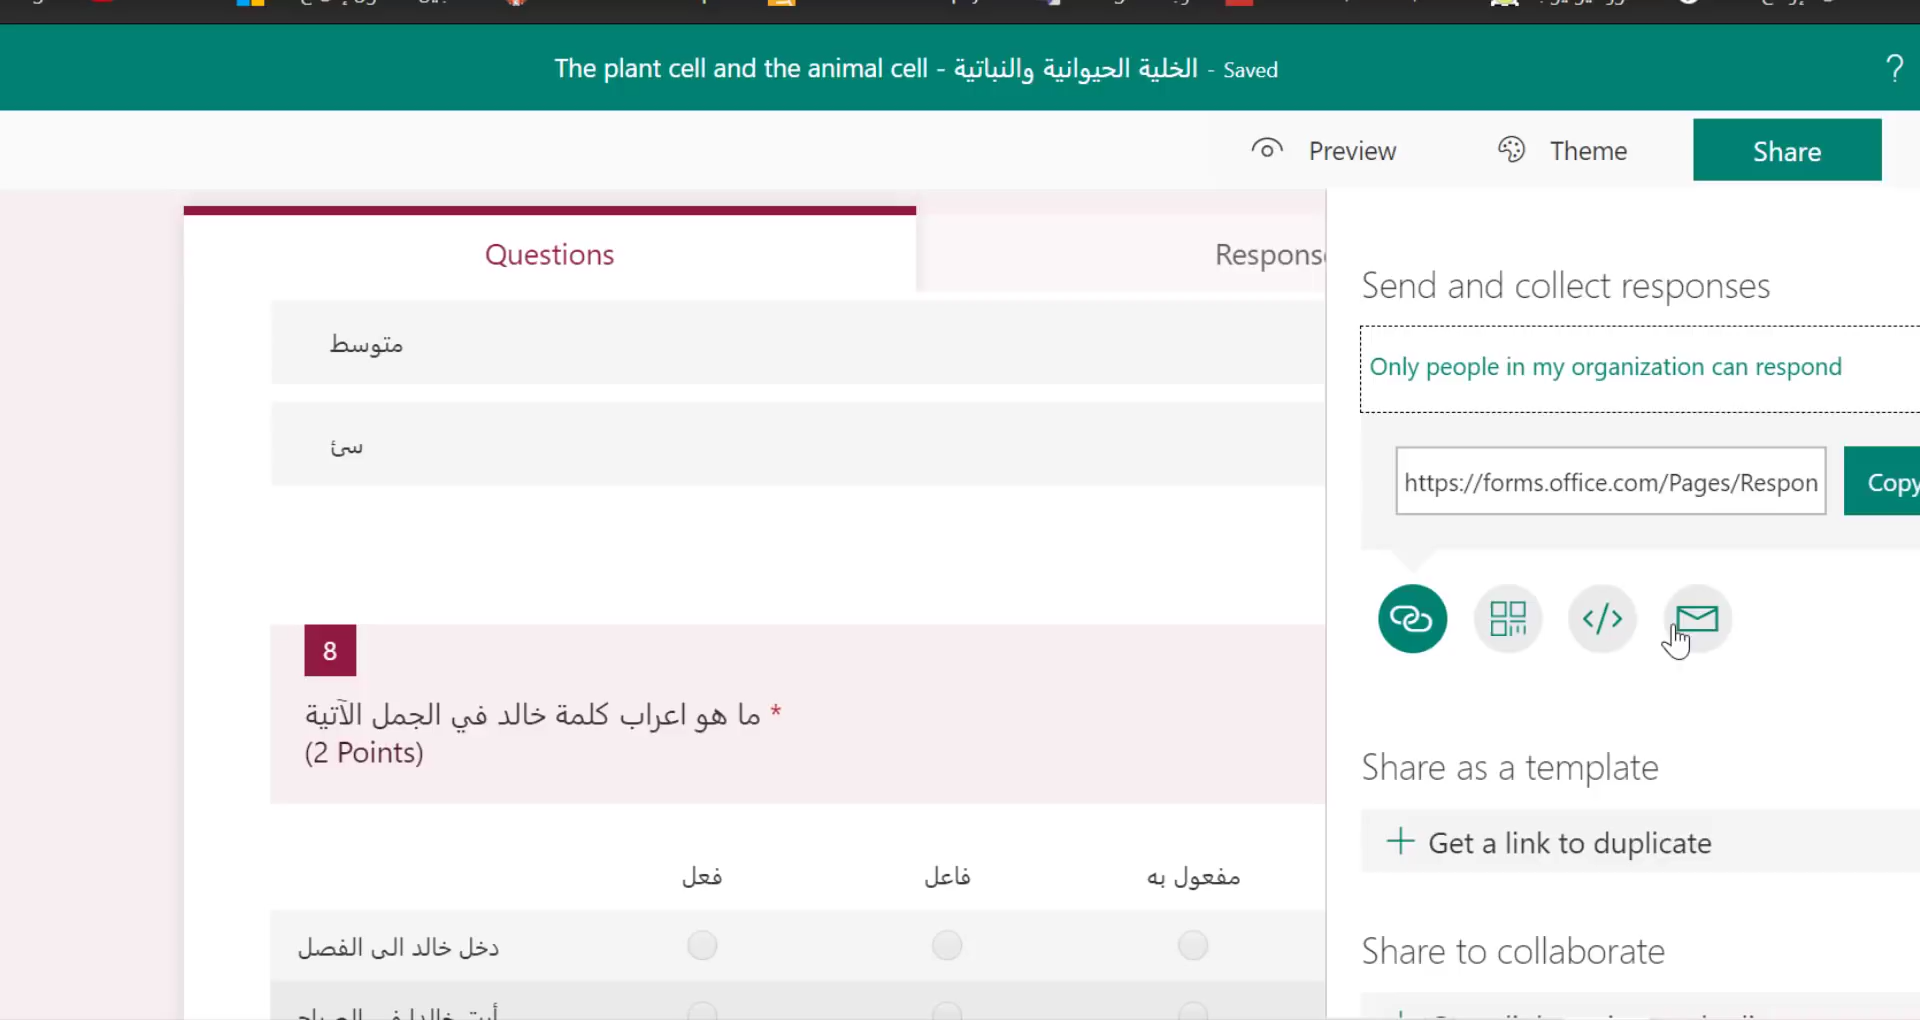 The plant cell and the animal cell - الخلية الحيوانية والنباتية - Saved
?
Preview
Theme
Share
Questions
متوسط
سئ
8
ما هو اعراب كلمة خالد في الجمل الآتية *
(2 Points)
فعل
فاعل
مفعول به
دخل خالد الى الفصل
Send and collect responses
Only people in my organization can respond
https://forms.office.com/Pages/Respon
Copy
Share as a template
+ Get a link to duplicate
Share to collaborate